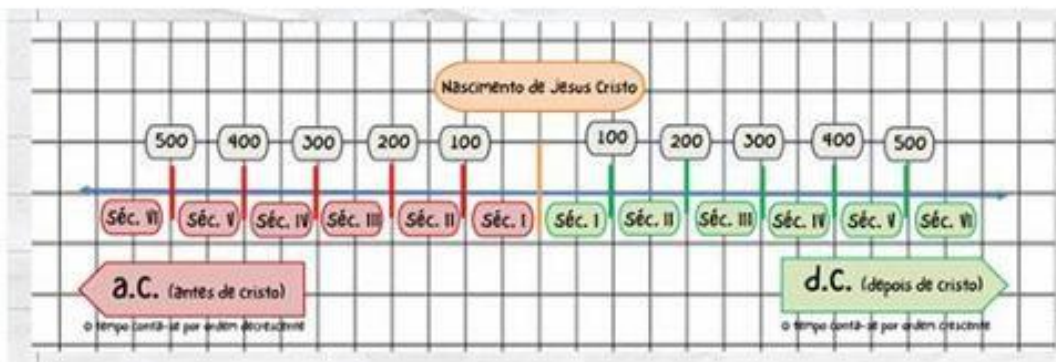 Nascimento de Jesus Cristo
500 400 300 200 100 100 200 300 400 500
Séc. VI Séc. V Séc. IV Séc. III Séc. II Séc. I Séc. I Séc. II Séc. III Séc. IV Séc. V Séc. VI
a.C. (antes de cristo)
O tempo conta-se por ordem decrescente
d.C. (depois de cristo)
O tempo conta-se por ordem crescente